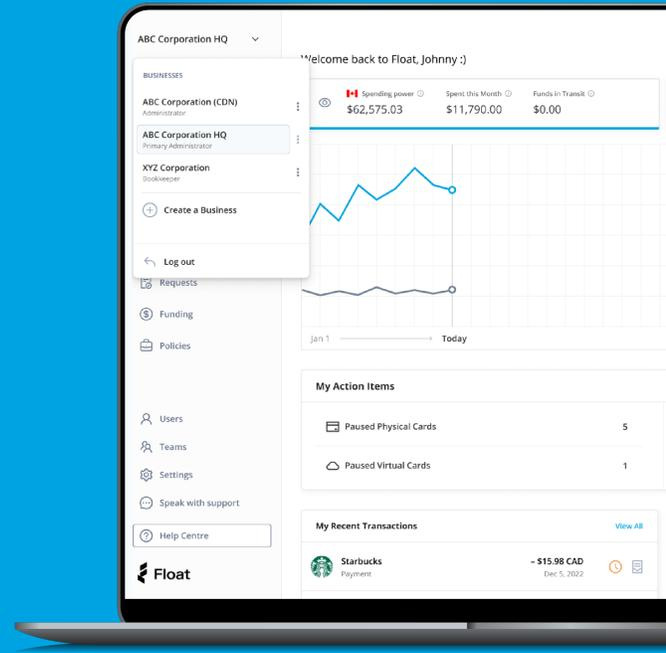 ABC Corporation HQ
BUSINESSES
ABC Corporation (CDN)
Administrator
ABC Corporation HQ
Primary Administrator
XYZ Corporation
Bookkeeper
Create a Business
Log out
Requests
Funding
Policies
Users
Teams
Settings
Speak with support
Help Centre
Float
Welcome back to Float, Johnny :)
Spending power
$62,575.03
Spent this Month
$11,790.00
Funds in Transit
$0.00
Jan 1
Today
My Action Items
Paused Physical Cards 5
Paused Virtual Cards 1
My Recent Transactions View All
Starbucks – $15.98 CAD
Payment Dec 5, 2022